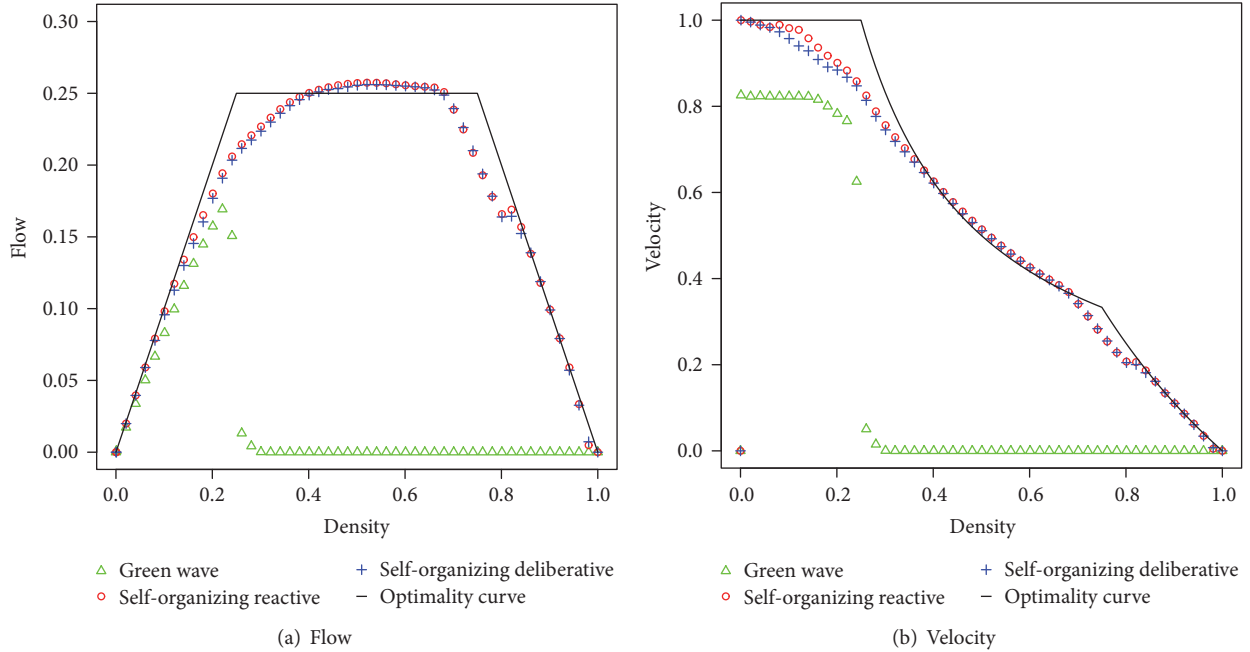 0.30
0.25
0.20
0.15
0.10
0.05
0.00
Flow
0.0 0.2 0.4 0.6 0.8 1.0
Density
Green wave
Self-organizing reactive
Self-organizing deliberative
Optimality curve
(a) Flow
1.0
0.8
0.6
0.4
0.2
0.0
Velocity
0.0 0.2 0.4 0.6 0.8 1.0
Density
Green wave
Self-organizing reactive
Self-organizing deliberative
Optimality curve
(b) Velocity